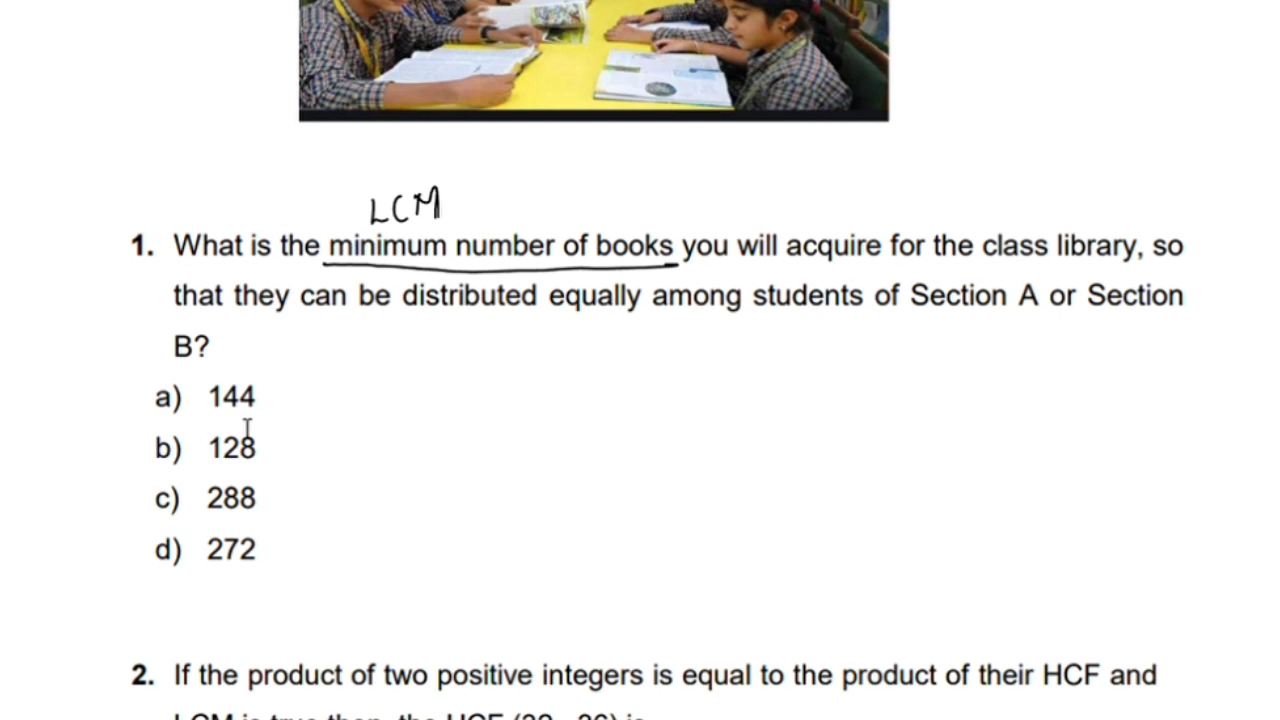 LCM
1. What is the minimum number of books you will acquire for the class library, so
that they can be distributed equally among students of Section A or Section
B?
a) 144
b) 128
c) 288
d) 272
2. If the product of two positive integers is equal to the product of their HCF and